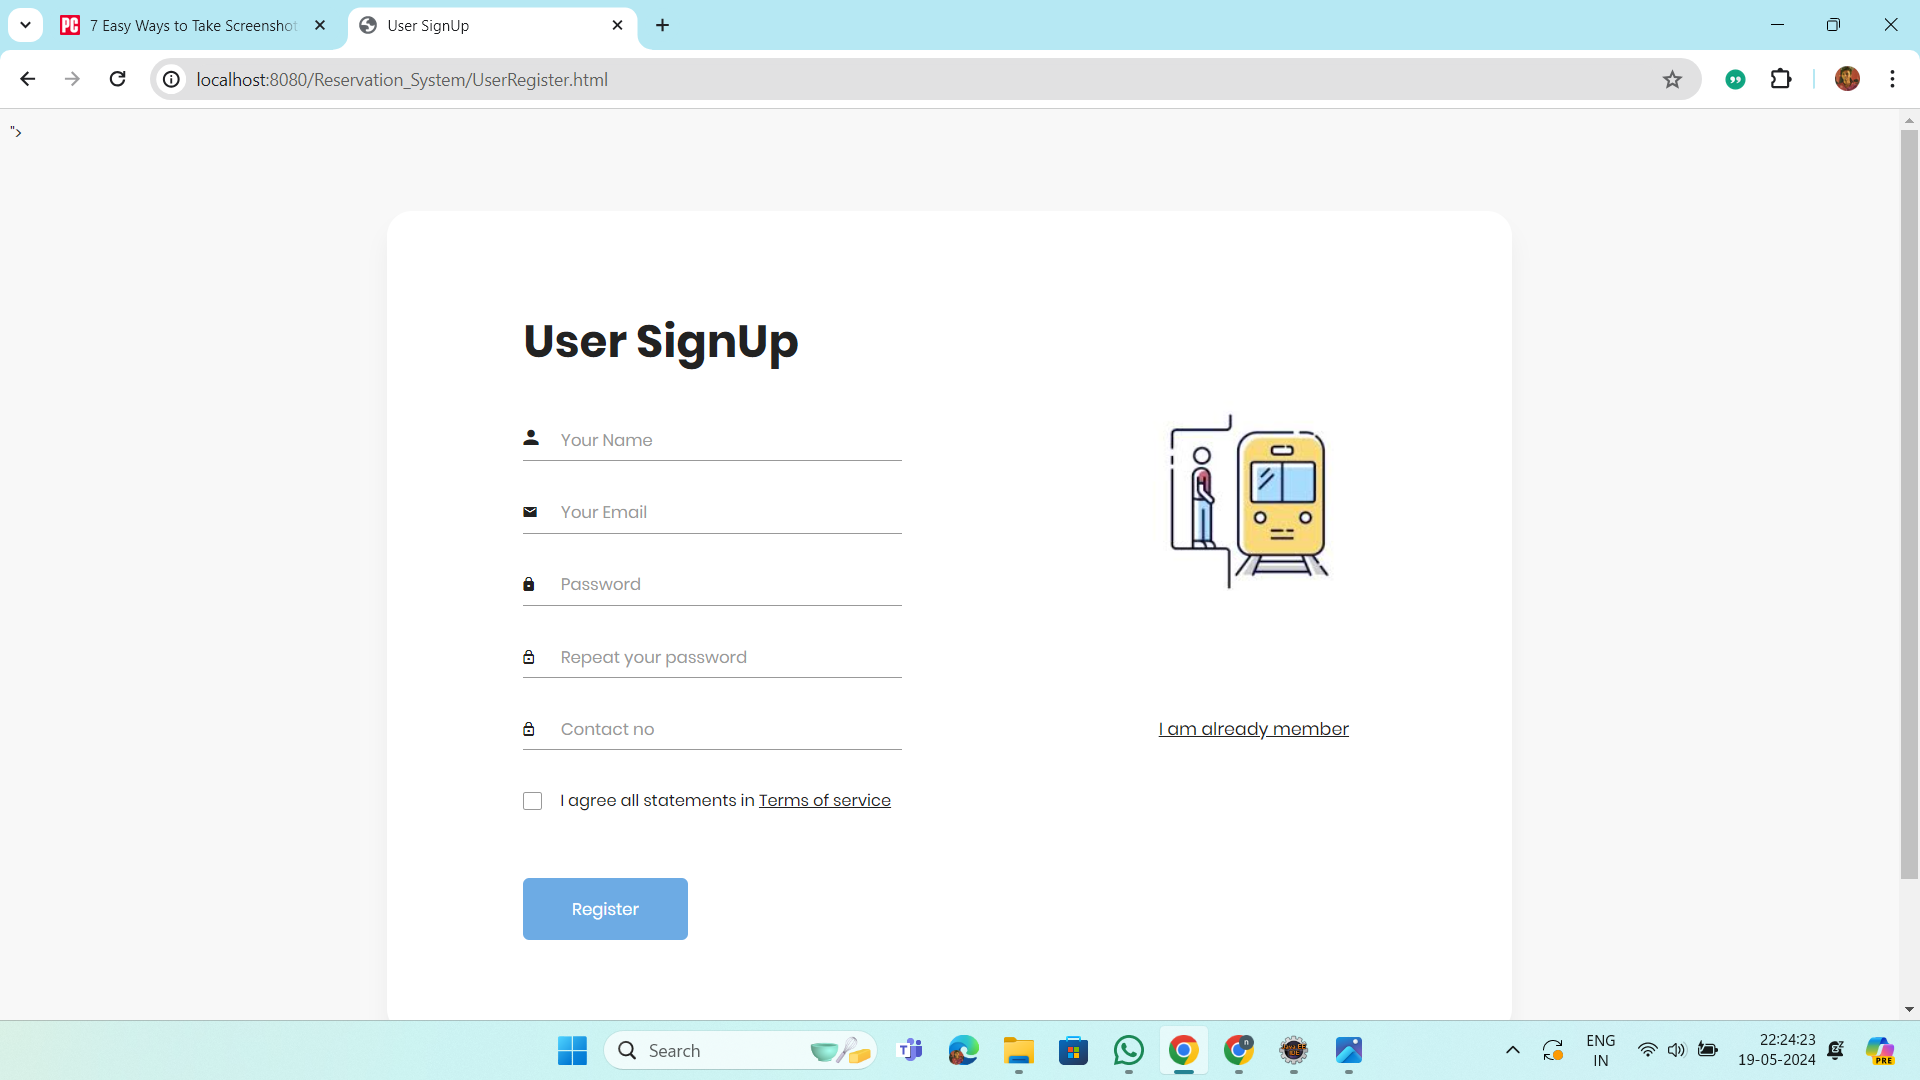 7 Easy Ways to Take Screenshot
User SignUp
localhost:8080/Reservation_System/UserRegister.html
">
User SignUp
Your Name
Your Email
Password
Repeat your password
Contact no
I am already member
I agree all statements in Terms of service
Register
Search
ENG
IN
22:24:23
19-05-2024
PRE